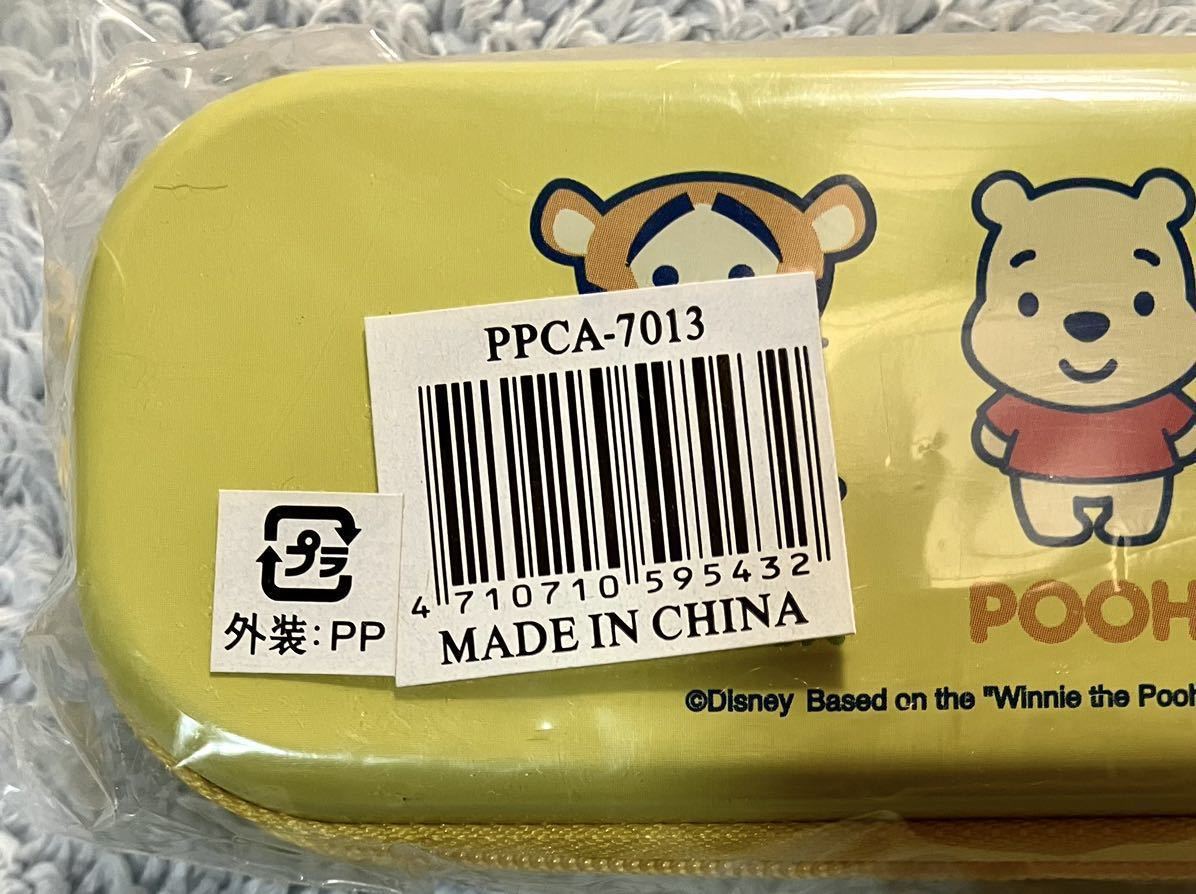 PPCA-7013
4 710710 595432
MADE IN CHINA
プラ
外装:PP
POOH
©Disney Based on the "Winnie the Pooh